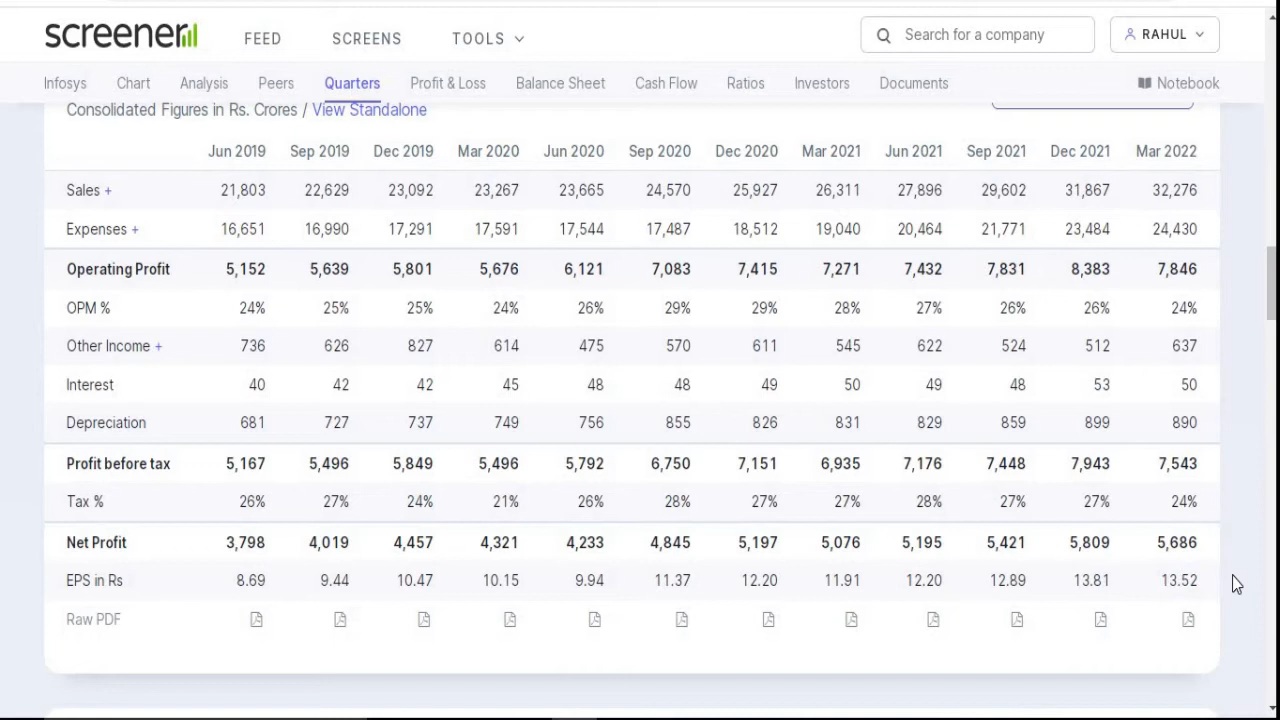 screener FEED SCREENS TOOLS Search for a company RAHUL
Infosys Chart Analysis Peers Quarters Profit & Loss Balance Sheet Cash Flow Ratios Investors Documents Notebook
Consolidated Figures in Rs. Crores / View Standalone
Jun 2019 Sep 2019 Dec 2019 Mar 2020 Jun 2020 Sep 2020 Dec 2020 Mar 2021 Jun 2021 Sep 2021 Dec 2021 Mar 2022
Sales + 21,803 22,629 23,092 23,267 23,665 24,570 25,927 26,311 27,896 29,602 31,867 32,276
Expenses + 16,651 16,990 17,291 17,591 17,544 17,487 18,512 19,040 20,464 21,771 23,484 24,430
Operating Profit 5,152 5,639 5,801 5,676 6,121 7,083 7,415 7,271 7,432 7,831 8,383 7,846
OPM % 24% 25% 25% 24% 26% 29% 29% 28% 27% 26% 26% 24%
Other Income + 736 626 827 614 475 570 611 545 622 524 512 637
Interest 40 42 42 45 48 48 49 50 49 48 53 50
Depreciation 681 727 737 749 756 855 826 831 829 859 899 890
Profit before tax 5,167 5,496 5,849 5,496 5,792 6,750 7,151 6,935 7,176 7,448 7,943 7,543
Tax % 26% 27% 24% 21% 26% 28% 27% 27% 28% 27% 27% 24%
Net Profit 3,798 4,019 4,457 4,321 4,233 4,845 5,197 5,076 5,195 5,421 5,809 5,686
EPS in Rs 8.69 9.44 10.47 10.15 9.94 11.37 12.20 11.91 12.20 12.89 13.81 13.52
Raw PDF